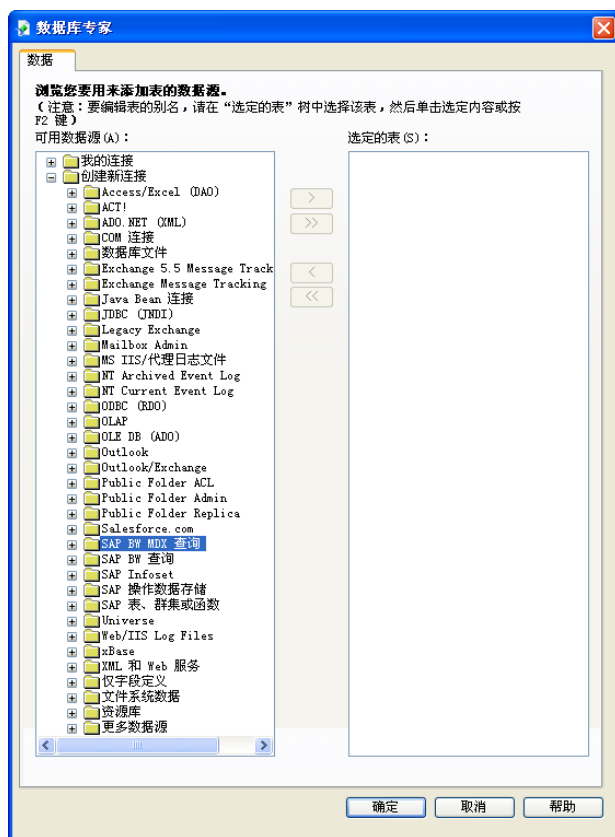 数据库专家
数据
浏览您要用来添加表的数据源。
(注意：要编辑表的别名，请在“选定的表”树中选择该表，然后单击选定内容或按
F2 键)
可用数据源(A)：
选定的表(S)：
我的连接
创建新连接
Access/Excel (DAO)
ACT!
ADO.NET (XML)
COM 连接
数据库文件
Exchange 5.5 Message Track
Exchange Message Tracking
Java Bean 连接
JDBC (JNDI)
Legacy Exchange
Mailbox Admin
MS IIS/代理日志文件
NT Archived Event Log
NT Current Event Log
ODBC (RDO)
OLAP
OLE DB (ADO)
Outlook
Outlook/Exchange
Public Folder ACL
Public Folder Admin
Public Folder Replica
Salesforce.com
SAP BW MDX 查询
SAP BW 查询
SAP Infoset
SAP 操作数据存储
SAP 表、群集或函数
Universe
Web/IIS Log Files
xBase
XML 和 Web 服务
仅字段定义
文件系统数据
资源库
更多数据源
>
>>
<
<<
确定
取消
帮助